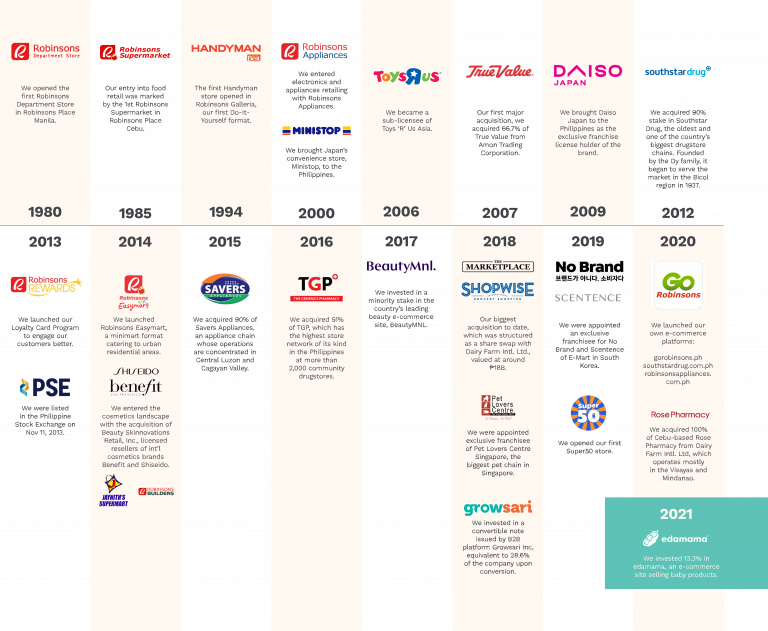 Robinsons
Department Store
We opened the
first Robinsons
Department Store
in Robinsons Place
Manila.
1980
Robinsons
Supermarket
Our entry into food
retail was marked
by the 1st Robinsons
Supermarket in
Robinsons Place
Cebu.
1985
HANDYMAN
The first Handyman
store opened in
Robinsons Galleria,
our first Do-It-
Yourself format.
1994
Robinsons
Appliances
We entered
electronics and
appliances retailing
with Robinsons
Appliances.
MINISTOP
We brought Japan's
convenience store,
Ministop, to the
Philippines.
2000
ToysRus
We became a
sub-licensee of
Toys 'R' Us Asia.
2006
TrueValue.
Our first major
acquisition, we
acquired 66.7% of
True Value from
Amon Trading
Corporation.
2007
DAISO
JAPAN
We brought Daiso
Japan to the
Philippines as the
exclusive franchise
license holder of the
brand.
2009
southstardrug
We acquired 90%
stake in Southstar
Drug, the oldest and
one of the country's
biggest drugstore
chains. Founded
by the Dy family, it
began to serve the
market in the Bicol
region in 1937.
2012
2013
Robinsons
REWARDS
We launched our
Loyalty Card Program
to engage our
customers better.
PSE
We were listed
in the Philippine
Stock Exchange on
Nov 11, 2013.
2014
Robinsons
Easymart
We launched
Robinsons Easymart,
a minimart format
catering to urban
residential areas.
SHISEIDO
benefit
SAN FRANCISCO
We entered the
cosmetics landscape
with the acquisition of
Beauty Skinnovations
Retail, Inc., licensed
resellers of int'l
cosmetics brands
Benefit and Shiseido.
JAYNITH'S
SUPERMART
ROBINSONS
BUILDERS
2015
SAVERS
APPLIANCES
We acquired 90% of
Savers Appliances,
an appliance chain
whose operations
are concentrated in
Central Luzon and
Cagayan Valley.
2016
TGP
THE GENERICS PHARMACY
We acquired 51%
of TGP, which has
the highest store
network of its kind
in the Philippines
at more than
2,000 community
drugstores.
2017
BeautyMnl.
We invested in a
minority stake in the
country's leading
beauty e-commerce
site, BeautyMNL.
2018
THE
MARKETPLACE
SHOPWISE
Our biggest
acquisition to date,
which was structured
as a share swap with
Dairy Farm Intl. Ltd.,
valued at around
₱18B.
Pet
Lovers
Centre
We were appointed
exclusive franchisee
of Pet Lovers Centre
Singapore, the
biggest pet chain in
Singapore.
growsari
We invested in a
convertible note
issued by B2B
platform Growsari Inc,
equivalent to 28.6%
of the company upon
conversion.
2019
No Brand
브랜드가 아니다. 소비자다
SCENTENCE
We were appointed
an exclusive
franchisee for No
Brand and Scentence
of E-Mart in South
Korea.
Super
50
We opened our first
Super50 store.
2020
Go
Robinsons
We launched our
own e-commerce
platforms:
gorobinsons.ph
southstardrug.com.ph
robinsonsappliances.
com.ph
Rose Pharmacy
We acquired 100%
of Cebu-based Rose
Pharmacy from Dairy
Farm Intl. Ltd, which
operates mostly
in the Visayas and
Mindanao.
2021
edamama
We invested 13.3% in
edamama, an e-commerce
site selling baby products.